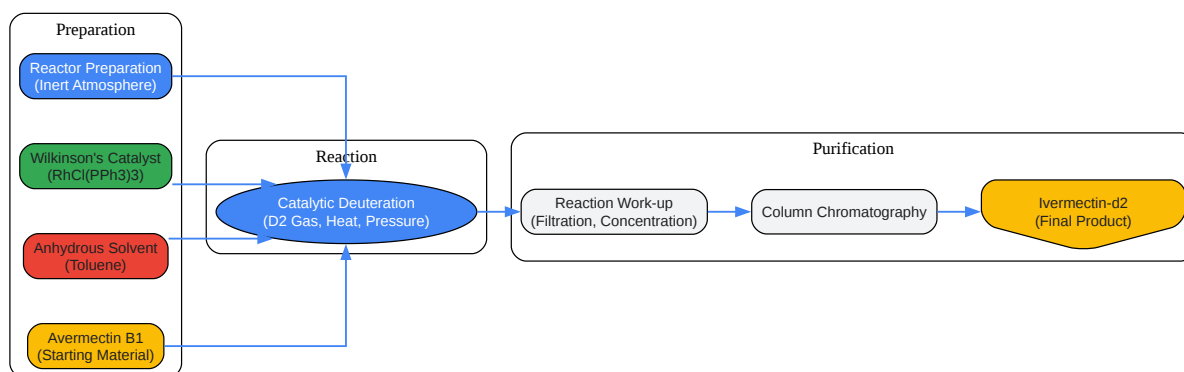 Preparation
Reactor Preparation
(Inert Atmosphere)
Wilkinson's Catalyst
(RhCl(PPh3)3)
Anhydrous Solvent
(Toluene)
Avermectin B1
(Starting Material)
Reaction
Catalytic Deuteration
(D2 Gas, Heat, Pressure)
Purification
Reaction Work-up
(Filtration, Concentration)
Column Chromatography
Ivermectin-d2
(Final Product)